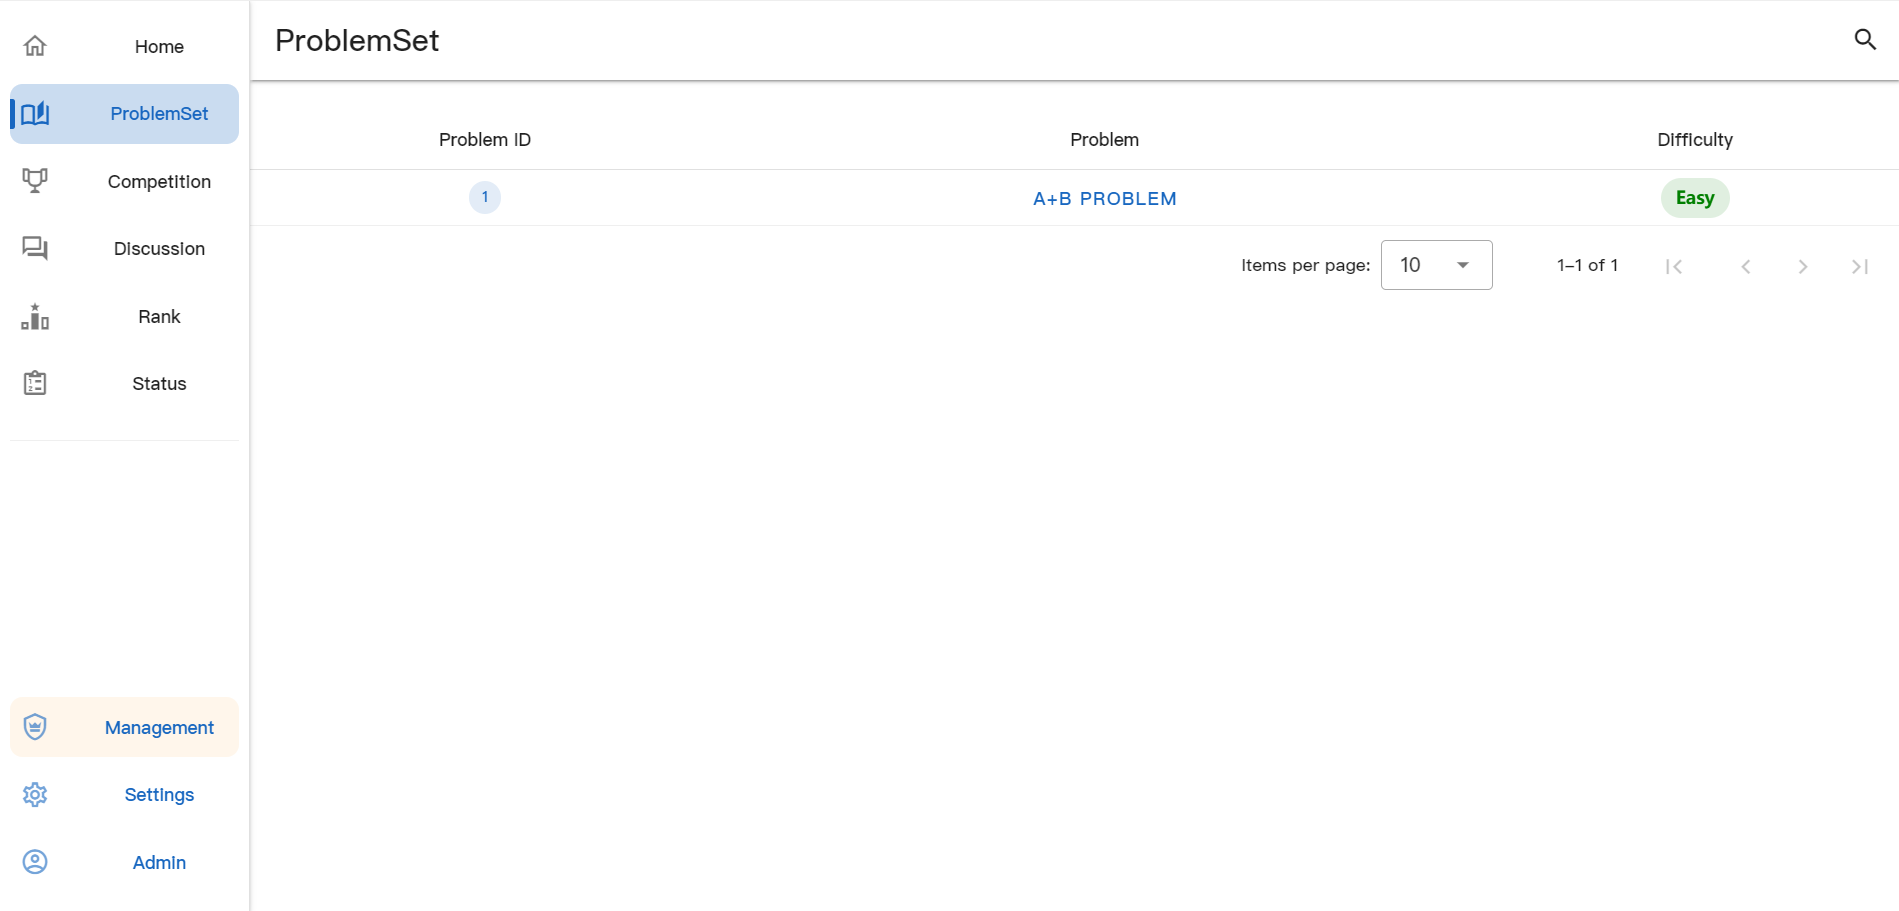 Home
ProblemSet
Competition
Discussion
Rank
Status
Management
Settings
Admin
ProblemSet
Problem ID Problem Difficulty
1 A+B PROBLEM Easy
Items per page: 10 1–1 of 1